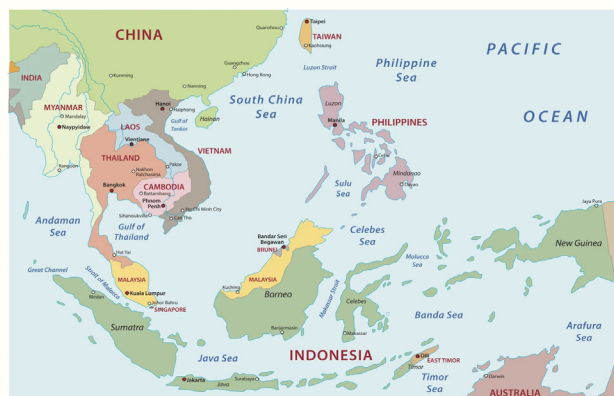 CHINA
Taipei
TAIWAN
Kaohsiung
Guanzhou
Guangzhou
Hong Kong
Kunming
Nanning
Luzon Strait
Philippine
Sea
PACIFIC
OCEAN
INDIA
MYANMAR
Mandalay
Naypyidaw
Rangoon
Hanoi
Haiphong
Gulf of
Tonkin
Hainan
South China
Sea
LAOS
Vientiane
VIETNAM
THAILAND
Nakhon
Ratchasima
Pakse
Bangkok
CAMBODIA
Battambang
Phnom
Penh
Sihanoukville
Ho Chi Minh City
Can Tho
Luzon
Manila
PHILIPPINES
Cebu
Mindanao
Davao
Sulu
Sea
Andaman
Sea
Gulf of
Thailand
Hat Yai
Great Channel
Strait of Malacca
MALAYSIA
Kuala Lumpur
Johor Bahru
SINGAPORE
Medan
Sumatra
Bandar Seri
Begawan
BRUNEI
MALAYSIA
Kuching
Borneo
Banjarmasin
Makassar Strait
Celebes
Sea
Celebes
Makassar
Molucca
Sea
Jaya Pura
New Guinea
Banda Sea
Arafura
Sea
Java Sea
INDONESIA
Jakarta
Java
Surabaya
Dili
EAST TIMOR
Timor
Timor
Sea
Darwin
AUSTRALIA